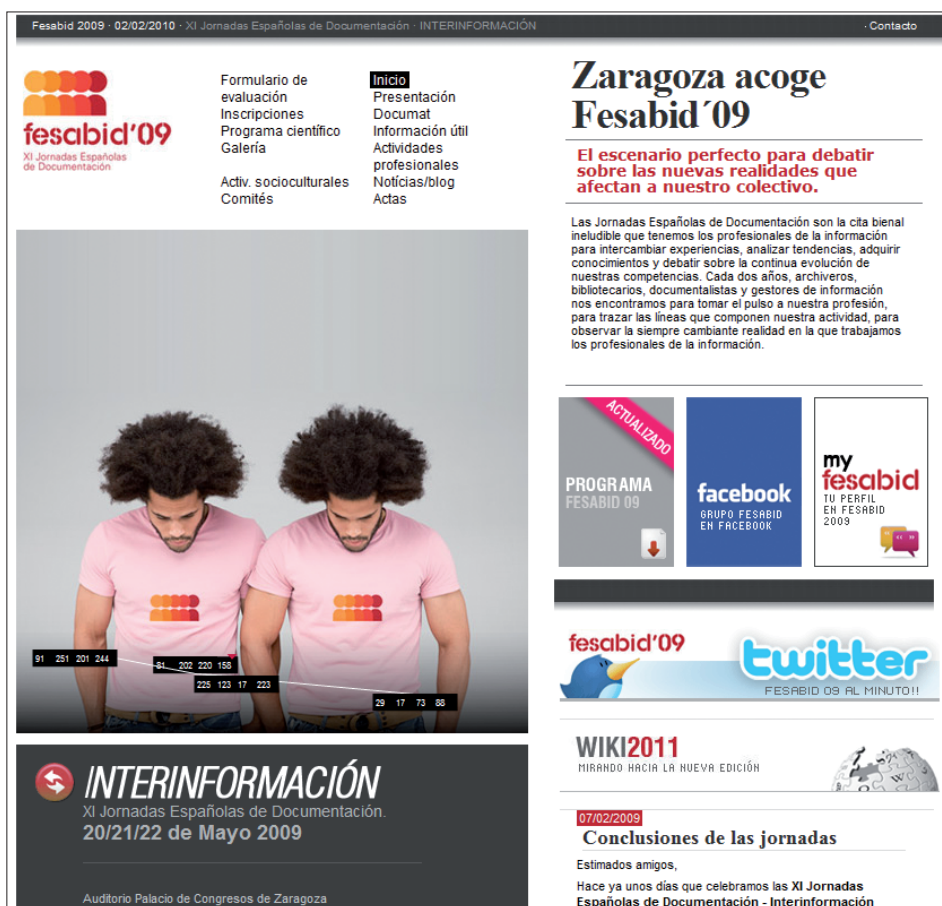 Fesabid 2009 · 02/02/2010 · XI Jornadas Españolas de Documentación · INTERINFORMACIÓN
· Contacto
fesabid'09
XI Jornadas Españolas
de Documentación
Formulario de
evaluación
Inscripciones
Programa científico
Galería
Activ. socioculturales
Comités
Inicio
Presentación
Documat
Información útil
Actividades
profesionales
Notícias/blog
Actas
Zaragoza acoge
Fesabid´09
El escenario perfecto para debatir
sobre las nuevas realidades que
afectan a nuestro colectivo.
Las Jornadas Españolas de Documentación son la cita bienal
ineludible que tenemos los profesionales de la información
para intercambiar experiencias, analizar tendencias, adquirir
conocimientos y debatir sobre la continua evolución de
nuestras competencias. Cada dos años, archiveros,
bibliotecarios, documentalistas y gestores de información
nos encontramos para tomar el pulso a nuestra profesión,
para trazar las líneas que componen nuestra actividad, para
observar la siempre cambiante realidad en la que trabajamos
los profesionales de la información.
ACTUALIZADO
PROGRAMA
FESABID 09
facebook
GRUPO FESABID
EN FACEBOOK
my
fesabid
TU PERFIL
EN FESABID
2009
91 251 201 244
81 202 220 158
225 123 17 223
29 17 73 88
fesabid'09
twitter
FESABID 09 AL MINUTO!!
WIKI2011
MIRANDO HACIA LA NUEVA EDICIÓN
INTERINFORMACIÓN
XI Jornadas Españolas de Documentación.
20/21/22 de Mayo 2009
Auditorio Palacio de Congresos de Zaragoza
07/02/2009
Conclusiones de las jornadas
Estimados amigos,
Hace ya unos días que celebramos las XI Jornadas
Españolas de Documentación - Interinformación